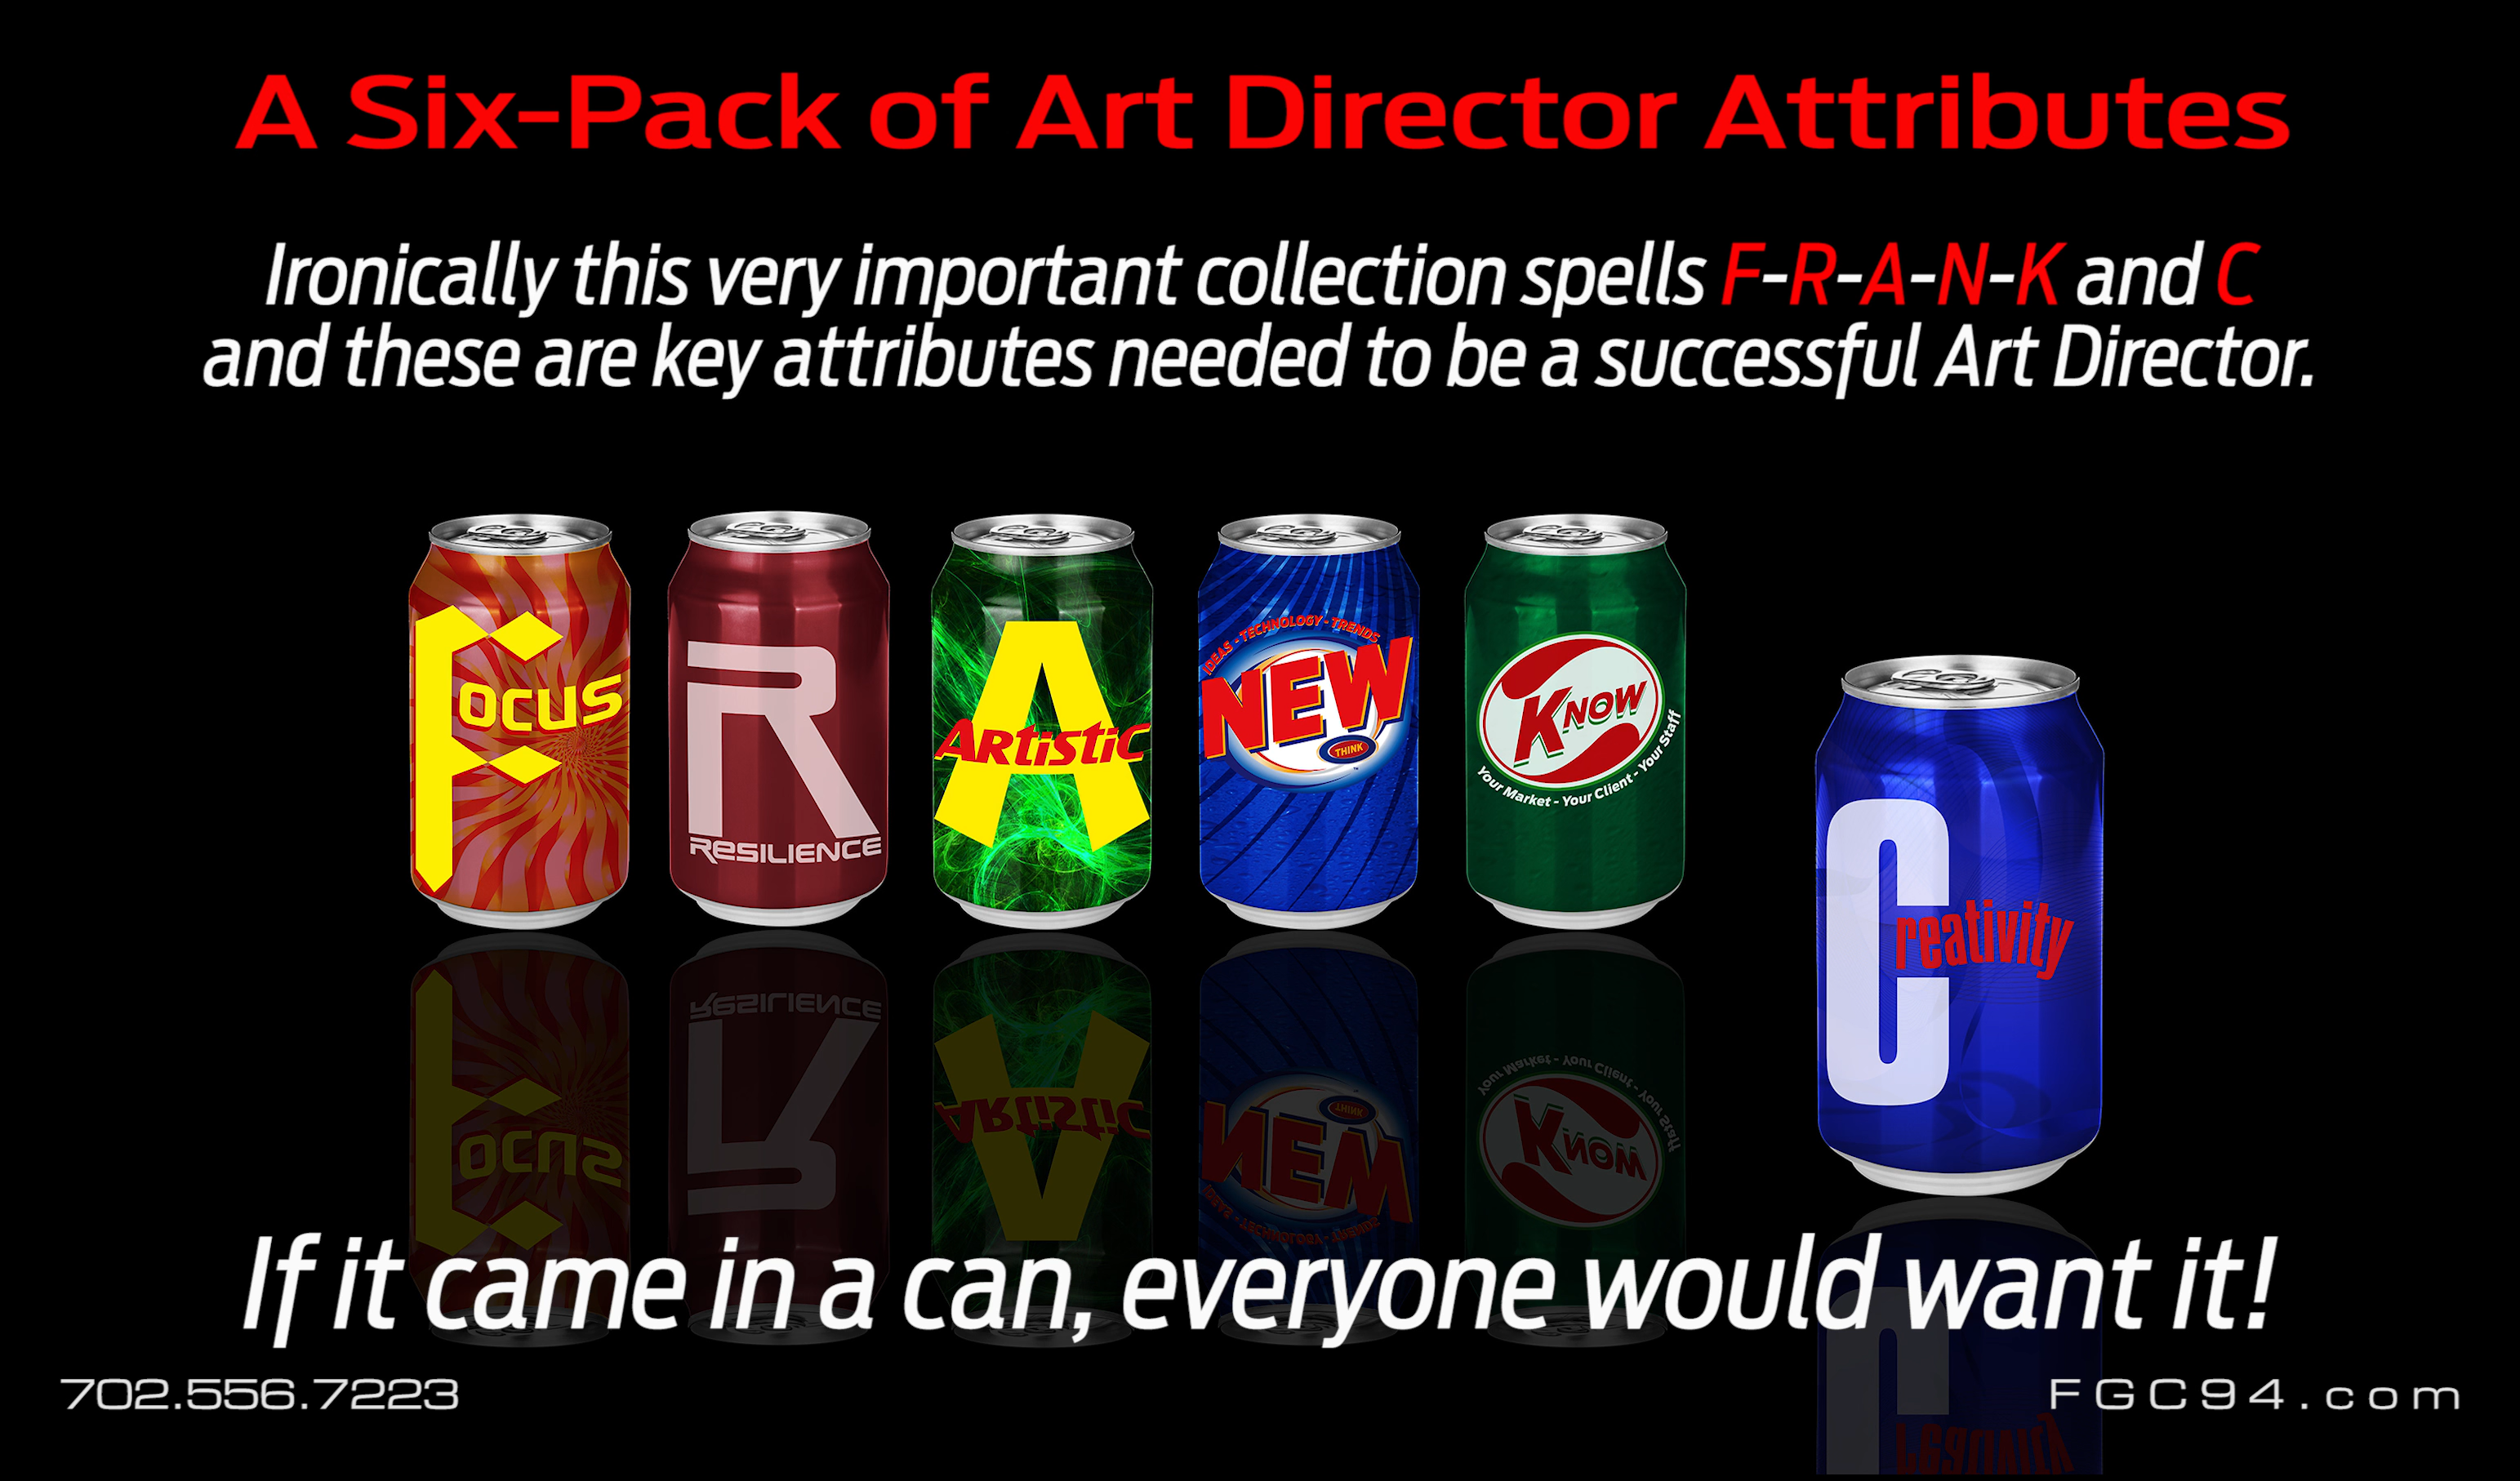 A Six-Pack of Art Director Attributes
Ironically this very important collection spells F-R-A-N-K and C
and these are key attributes needed to be a successful Art Director.
Focus
R
Resilience
A
Artistic
IDEAS - TECHNOLOGY - TRENDS
NEW
THINK
Know
Your Market - Your Client - Your Staff
Creativity
If it came in a can, everyone would want it!
702.556.7223
FGC94.com